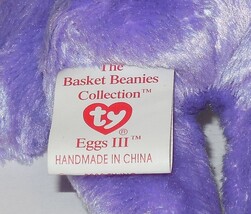 The
Basket Beanies
Collection™
ty®
Eggs III™
HANDMADE IN CHINA